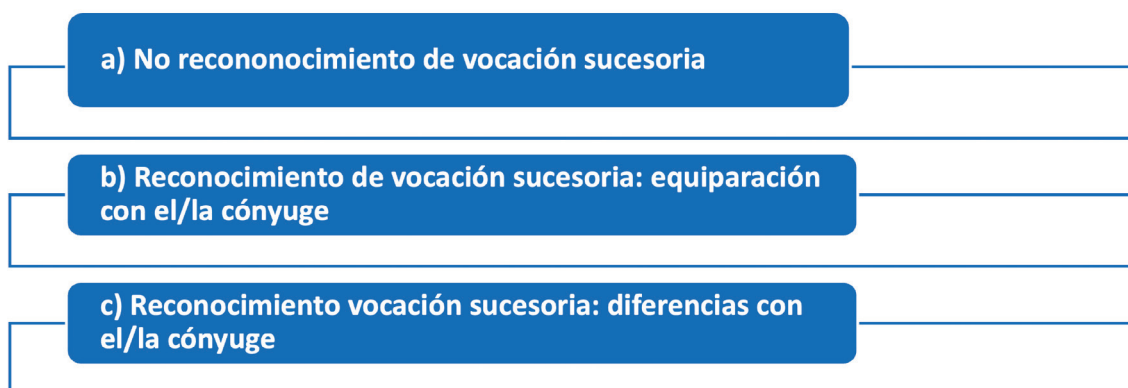 a) No recononocimiento de vocación sucesoria
b) Reconocimiento de vocación sucesoria: equiparación
con el/la cónyuge
c) Reconocimiento vocación sucesoria: diferencias con
el/la cónyuge